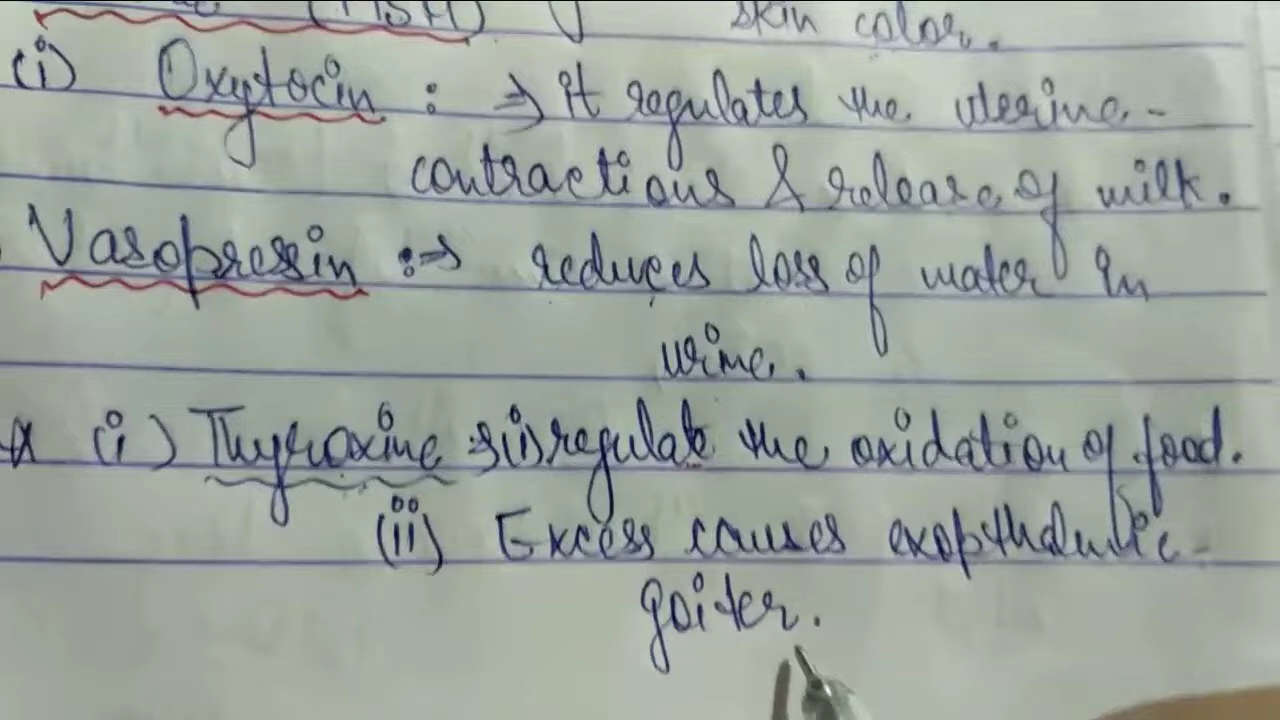 (MSH) skin color.
(i) Oxytocin : ⇒ it regulates the uterine-
contractions & release of milk.
Vasopressin :→ reduces loss of water in
urine.
(i) Thyroxine :(i) regulate the oxidation of food.
(ii) Excess causes exopthalmic-
goiter.